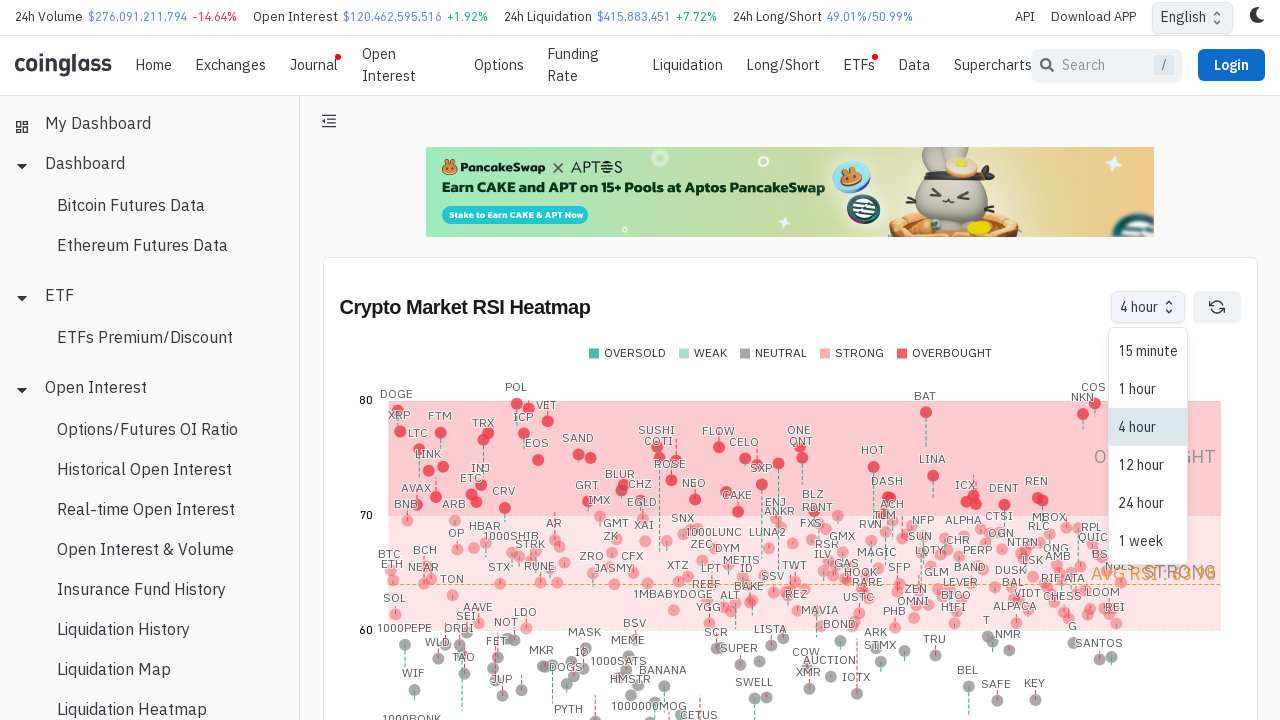 24h Volume $276,091,211,794 -14.64% Open Interest $120,462,595,516 +1.92% 24h Liquidation $415,883,451 +7.72% 24h Long/Short 49.01%/50.99% API Download APP English
coinglass Home Exchanges Journal Open Interest Options Funding Rate Liquidation Long/Short ETFs Data Supercharts Search / Login
My Dashboard
Dashboard
Bitcoin Futures Data
Ethereum Futures Data
ETF
ETFs Premium/Discount
Open Interest
Options/Futures OI Ratio
Historical Open Interest
Real-time Open Interest
Open Interest & Volume
Insurance Fund History
Liquidation History
Liquidation Map
Liquidation Heatmap
PancakeSwap X APTOS
Earn CAKE and APT on 15+ Pools at Aptos PancakeSwap
Stake to Earn CAKE & APT Now
Crypto Market RSI Heatmap
4 hour
15 minute
1 hour
4 hour
12 hour
24 hour
1 week
OVERSOLD WEAK NEUTRAL STRONG OVERBOUGHT
80
70
60
DOGE POL COS
XRP FTM ICP VET BAT NKN
LTC TRX EOS SAND SUSHI COTI FLOW CELO ONE QNT
LINK INJ ETC ROSE SXP HOT LINA
AVAX CRV GRT BLUR CHZ NEO CAKE BLZ DASH ICX DENT REN
BNB ARB IMX EGLD ENJ RDNT ACH
OP HBAR AR GMT XAI SNX ANKR FXS TLM NFP ALPHA CTSI MBOX
1000SHIB ZK 1000LUNC LUNA2 GMX RVN SUN CHR OGN RLC RPL
BTC BCH STRK ZRO CFX ZEC DYM RSR ILV MAGIC PERP NTRN ONG
ETH NEAR STX RUNE JASMY XTZ LPT METIS ID TWT GAS SFP BAND LSK AMB
TON REEF BAKE SSV HOOK GLM DUSK ATA STRONG
SOL 1MBABYDOGE ALT REZ RARE ZEN LEVER BAL CHESS LOOM
AAVE LDO YGG MAVIA USTC OMNI BICO VIDT REI
1000PEPE SEI NOT BSV LISTA BOND PHB HIFI ALPACA
WLD ORDI MASK SCR ARK T G
TAO MKR MEME SUPER COW STMX TRU NMR SANTOS
WIF JUP DOGS 1000SATS BANANA AUCTION XMR IOTX BEL
HMSTR SWELL SAFE KEY
1000BONK PYTH 1000000MOG CETUS